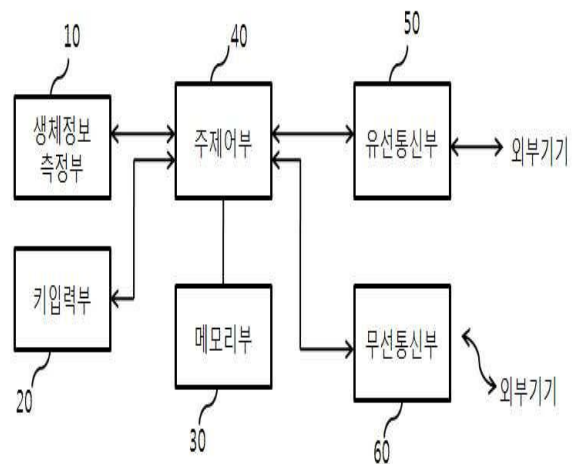 10
40
50
생체정보
측정부
주제어부
유선통신부
외부기기
키입력부
메모리부
무선통신부
외부기기
20
30
60